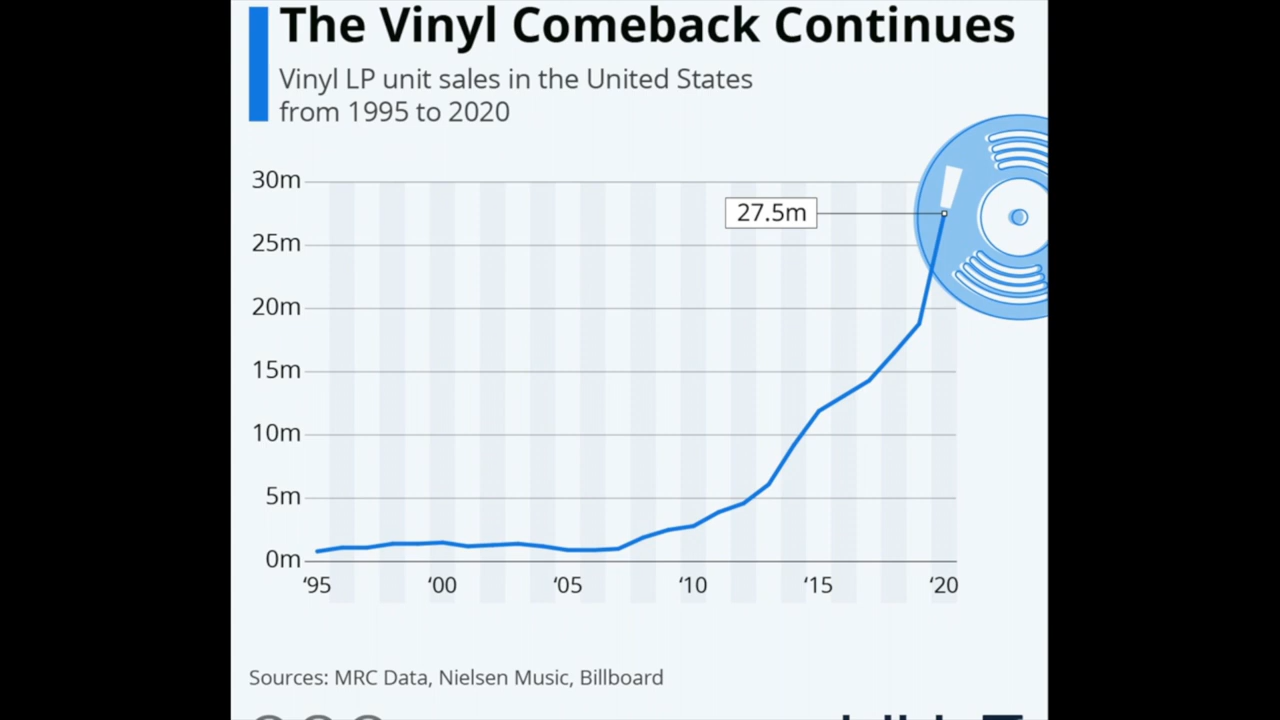 The Vinyl Comeback Continues
Vinyl LP unit sales in the United States
from 1995 to 2020
30m
27.5m
25m
20m
15m
10m
5m
0m
‘95 ‘00 ‘05 ‘10 ‘15 ‘20
Sources: MRC Data, Nielsen Music, Billboard